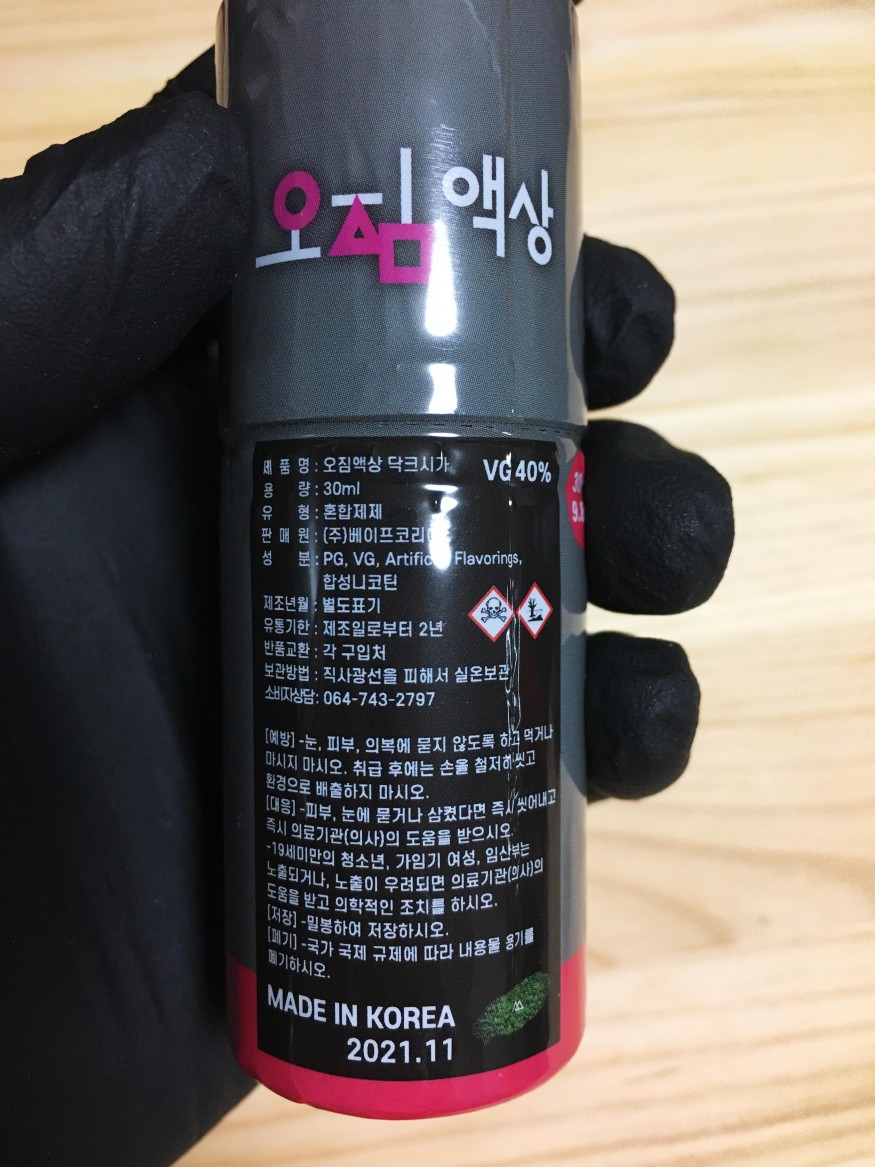 오짐 액상
제 품 명 : 오짐액상 닥크시가
VG 40%
용 량 : 30ml
유 형 : 혼합제제
판 매 원 : (주)베이프코리아
성 분 : PG, VG, Artificial Flavorings,
합성니코틴
제조년월 : 별도표기
유통기한 : 제조일로부터 2년
반품교환 : 각 구입처
보관방법 : 직사광선을 피해서 실온보관
소비자상담: 064-743-2797
[예방] -눈, 피부, 의복에 묻지 않도록 하고 먹거나
마시지 마시오. 취급 후에는 손을 철저히 씻고
환경으로 배출하지 마시오.
[대응] -피부, 눈에 묻거나 삼켰다면 즉시 씻어내고
즉시 의료기관(의사)의 도움을 받으시오.
-19세미만의 청소년, 가임기 여성, 임산부는
노출되거나, 노출이 우려되면 의료기관(의사)의
도움을 받고 의학적인 조치를 하시오.
[저장] -밀봉하여 저장하시오.
[폐기] -국가 국제 규제에 따라 내용물 용기를
폐기하시오.
MADE IN KOREA
2021.11